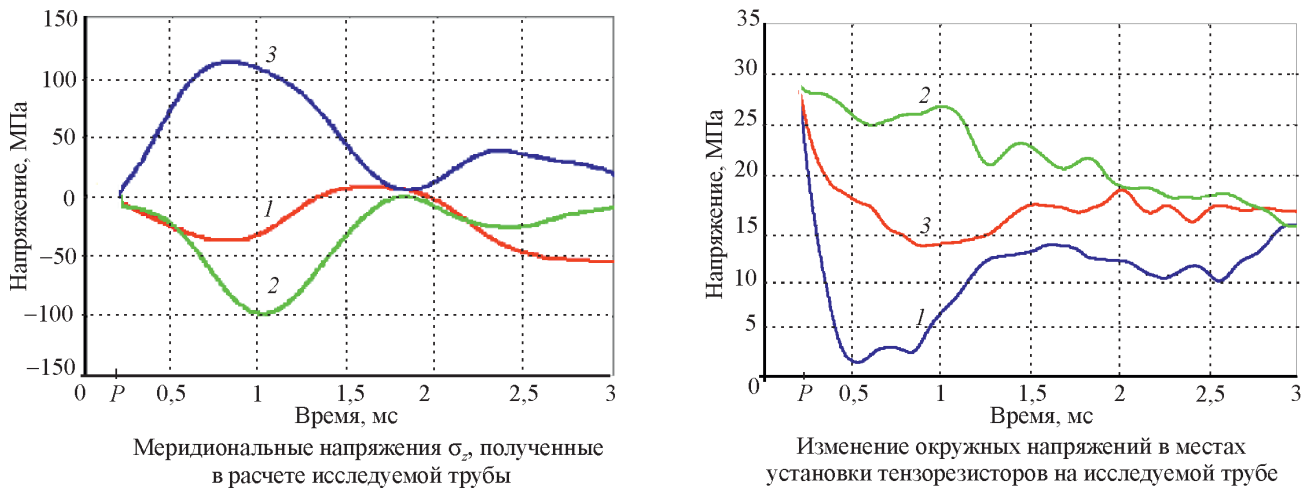 150
100
50
0
–50
–100
–150
Напряжение, МПа
3
1
2
0 P 0,5 1 1,5 2 2,5 3
Время, мс
Меридиональные напряжения σz, полученные
в расчете исследуемой трубы
35
30
25
20
15
10
5
0
Напряжение, МПа
2
3
1
P 0,5 1 1,5 2 2,5 3
Время, мс
Изменение окружных напряжений в местах
установки тензорезисторов на исследуемой трубе